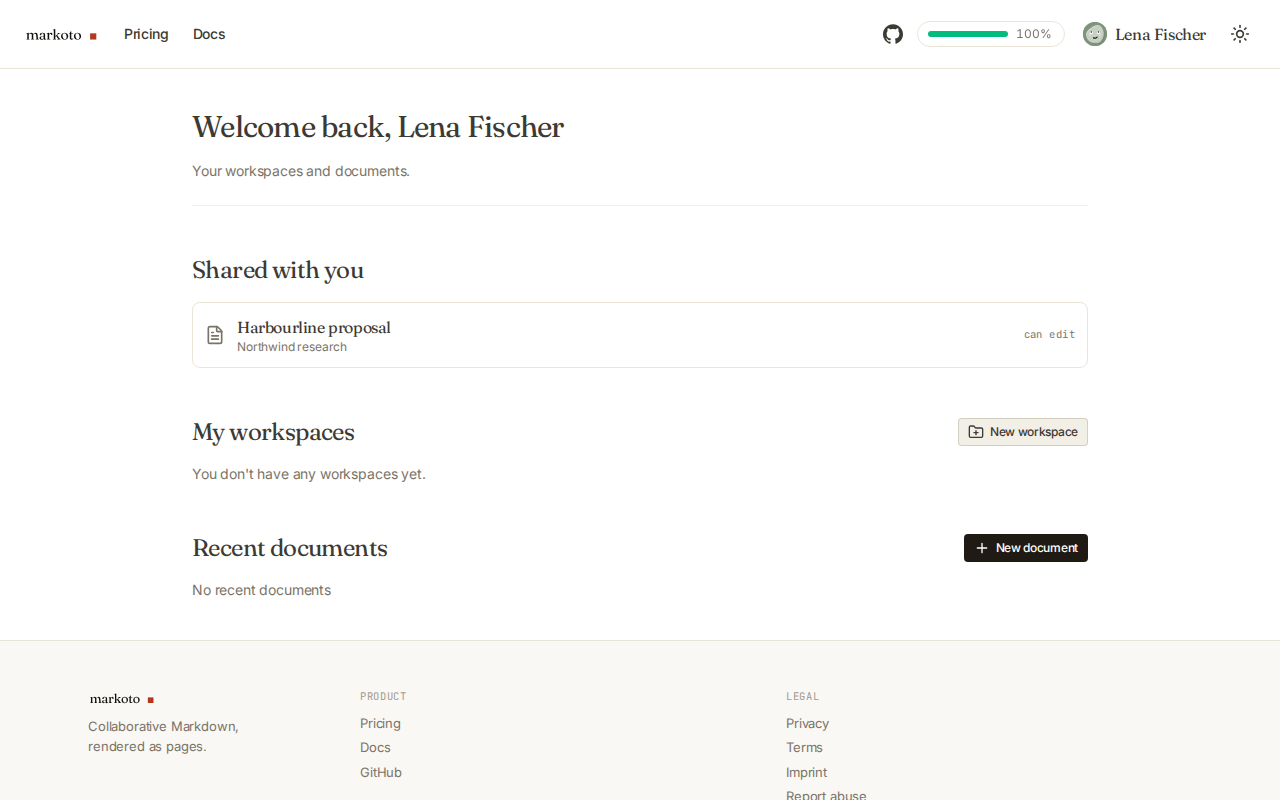 markoto
Pricing
Docs
100%
Lena Fischer
Welcome back, Lena Fischer
Your workspaces and documents.
Shared with you
Harbourline proposal
Northwind research
can edit
My workspaces
New workspace
You don't have any workspaces yet.
Recent documents
New document
No recent documents
markoto
Collaborative Markdown,
rendered as pages.
PRODUCT
Pricing
Docs
GitHub
LEGAL
Privacy
Terms
Imprint
Report abuse